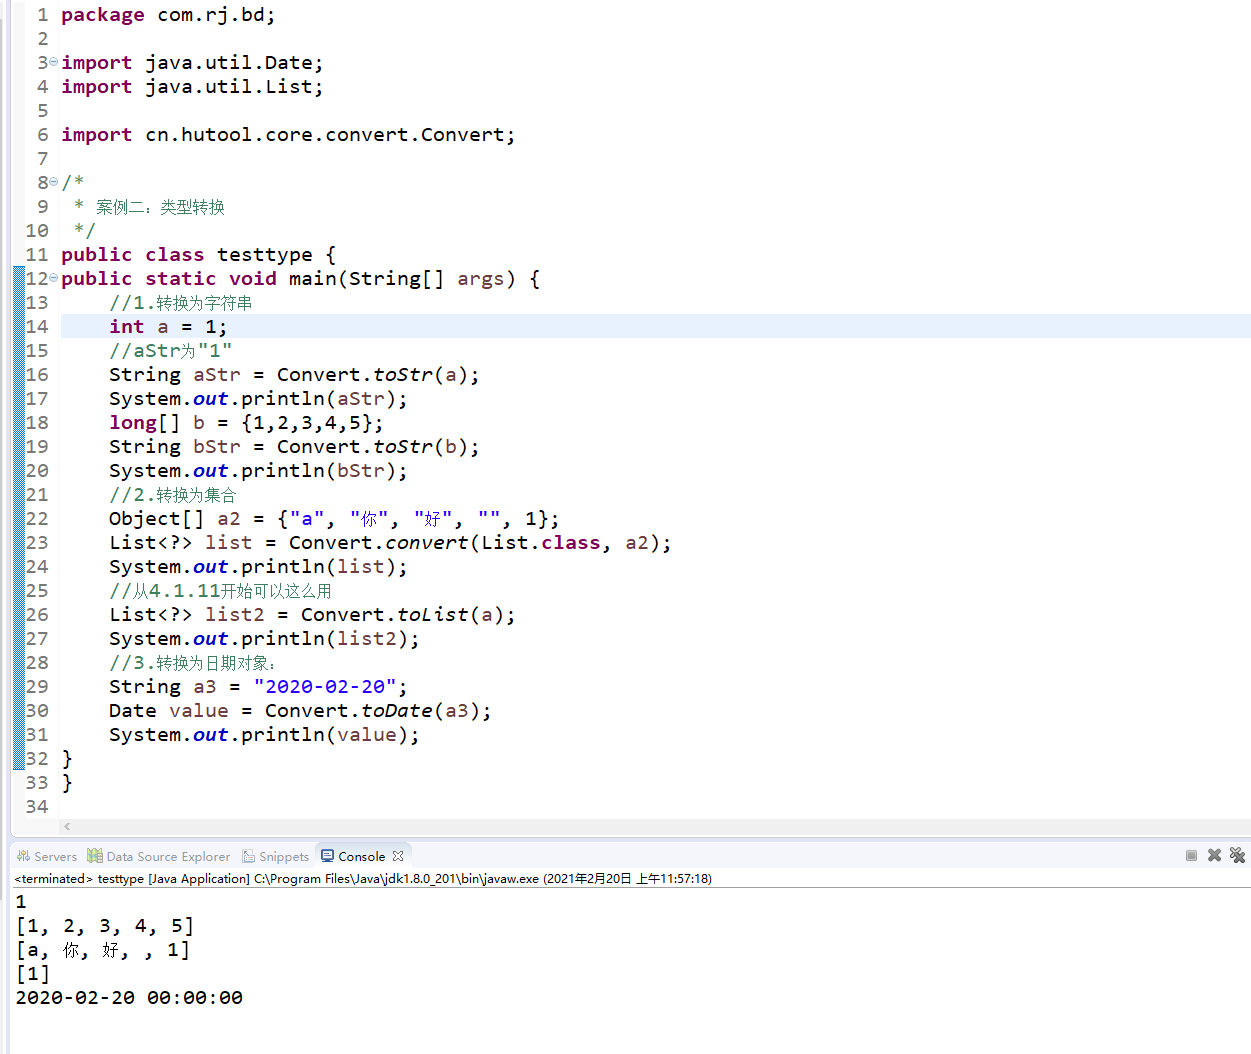 1 package com.rj.bd;
2
3 import java.util.Date;
4 import java.util.List;
5
6 import cn.hutool.core.convert.Convert;
7
8 /*
9  * 案例二：类型转换
10  */
11 public class testtype {
12 public static void main(String[] args) {
13     //1.转换为字符串
14     int a = 1;
15     //aStr为"1"
16     String aStr = Convert.toStr(a);
17     System.out.println(aStr);
18     long[] b = {1,2,3,4,5};
19     String bStr = Convert.toStr(b);
20     System.out.println(bStr);
21     //2.转换为集合
22     Object[] a2 = {"a", "你", "好", "", 1};
23     List<?> list = Convert.convert(List.class, a2);
24     System.out.println(list);
25     //从4.1.11开始可以这么用
26     List<?> list2 = Convert.toList(a);
27     System.out.println(list2);
28     //3.转换为日期对象：
29     String a3 = "2020-02-20";
30     Date value = Convert.toDate(a3);
31     System.out.println(value);
32 }
33 }
34
Servers Data Source Explorer Snippets Console
<terminated> testtype [Java Application] C:\Program Files\Java\jdk1.8.0_201\bin\javaw.exe (2021年2月20日 上午11:57:18)
1
[1, 2, 3, 4, 5]
[a, 你, 好, , 1]
[1]
2020-02-20 00:00:00